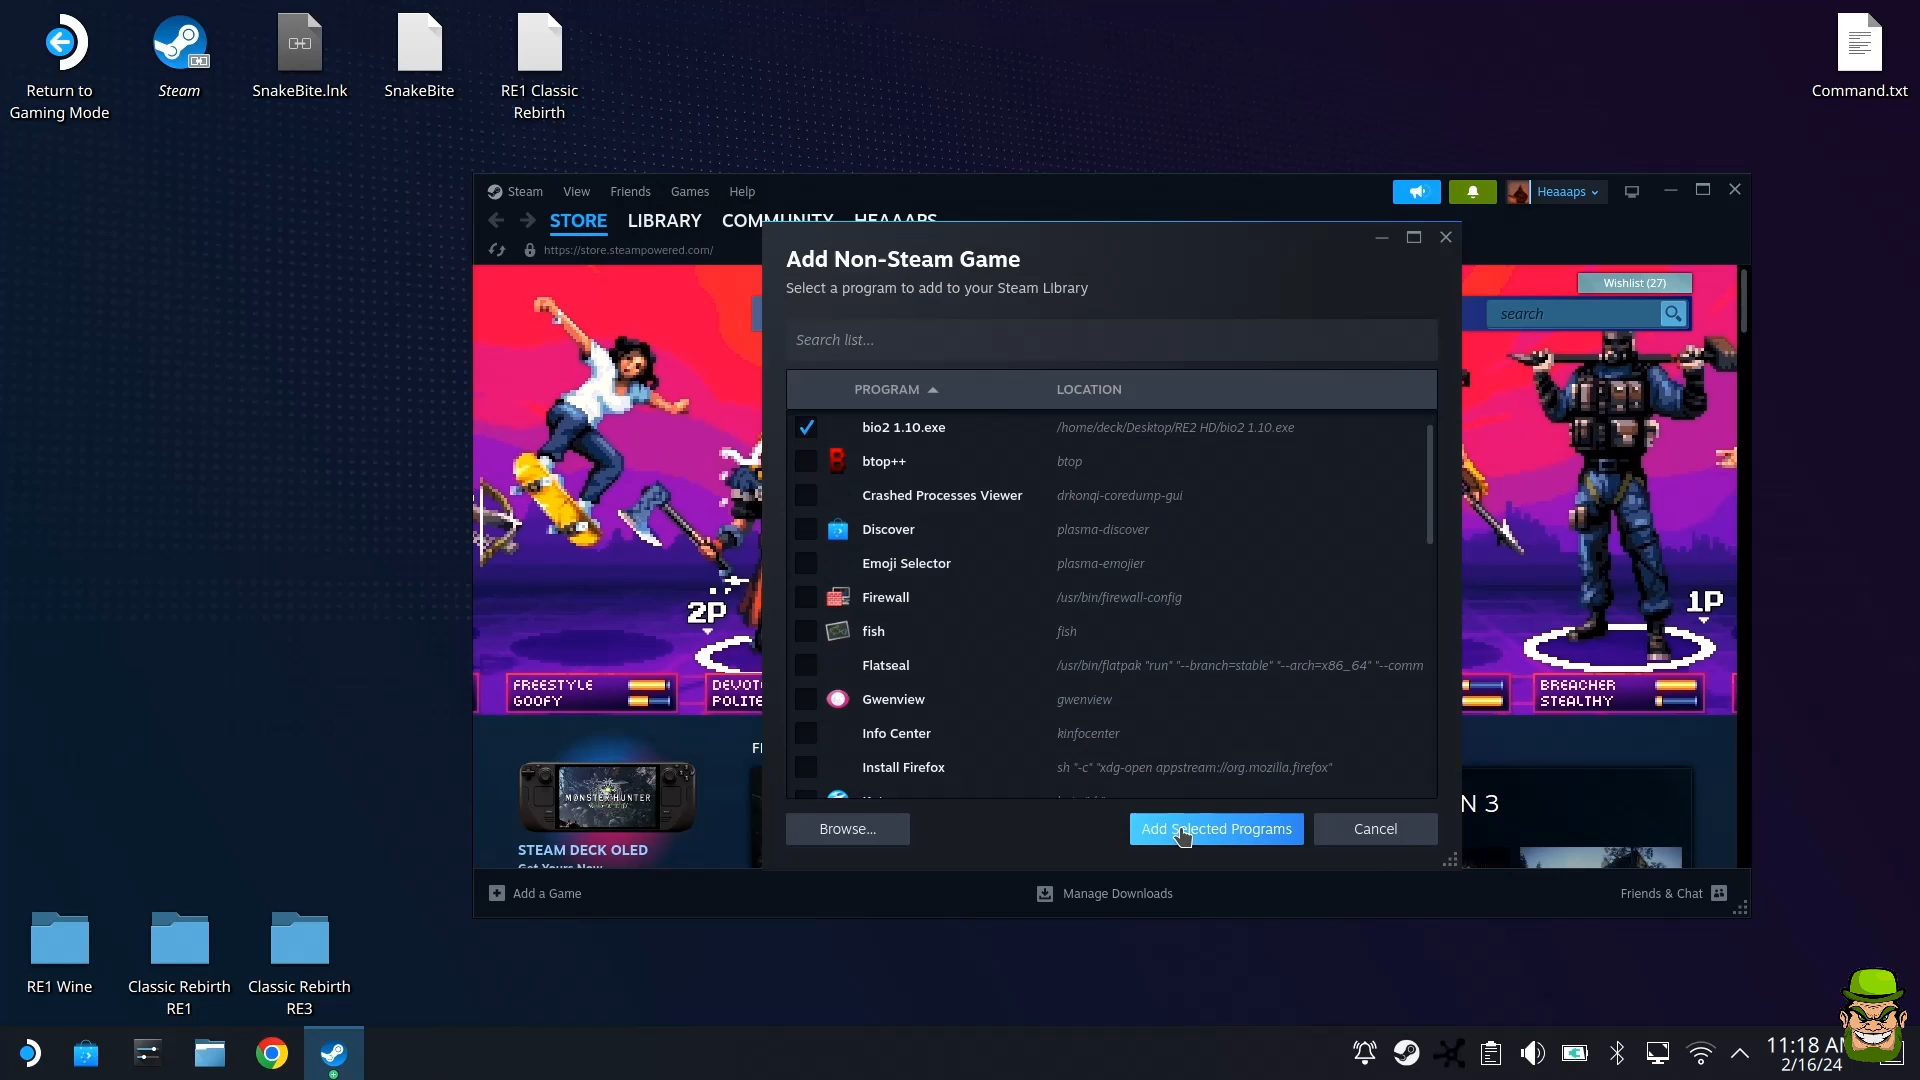 Return to
Gaming Mode
Steam
SnakeBite.lnk
SnakeBite
RE1 Classic
Rebirth
Command.txt
Steam
View
Friends
Games
Help
Heaaaps
STORE
LIBRARY
COMMUNITY
HEAAAPS
https://store.steampowered.com/
Wishlist (27)
search
Add Non-Steam Game
Select a program to add to your Steam Library
Search list...
PROGRAM
LOCATION
bio2 1.10.exe
/home/deck/Desktop/RE2 HD/bio2 1.10.exe
btop++
btop
Crashed Processes Viewer
drkonqi-coredump-gui
Discover
plasma-discover
Emoji Selector
plasma-emojier
Firewall
/usr/bin/firewall-config
fish
fish
Flatseal
/usr/bin/flatpak "run" "--branch=stable" "--arch=x86_64" "--comm
Gwenview
gwenview
Info Center
kinfocenter
Install Firefox
sh "-c" "xdg-open appstream://org.mozilla.firefox"
Browse...
Add Selected Programs
Cancel
2P
1P
FREESTYLE
GOOFY
DEVOT
POLITE
BREACHER
STEALTHY
MONSTER HUNTER
STEAM DECK OLED
N 3
Add a Game
Manage Downloads
Friends & Chat
RE1 Wine
Classic Rebirth
RE1
Classic Rebirth
RE3
11:18 AM
2/16/24